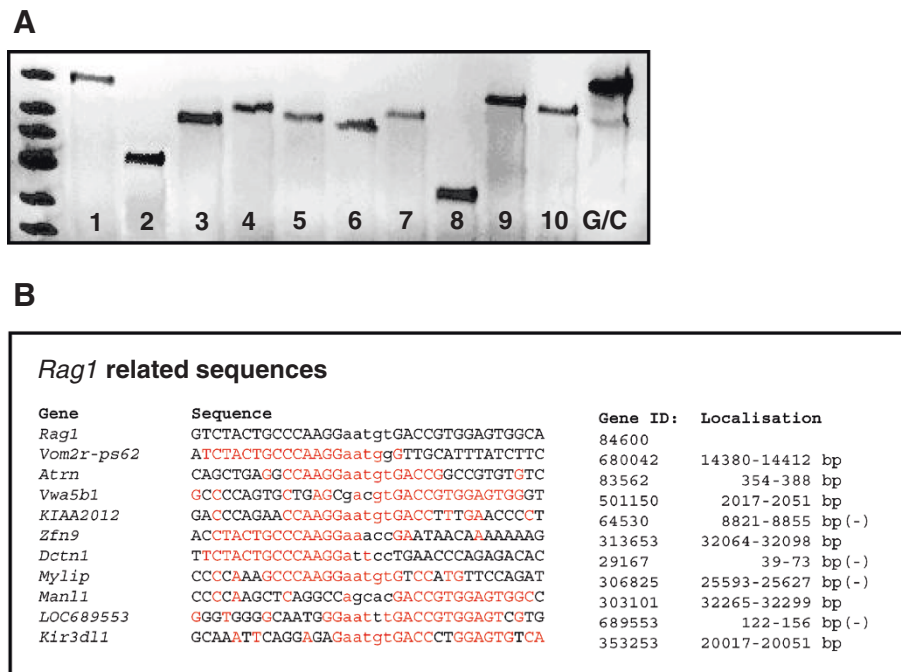 A
1 2 3 4 5 6 7 8 9 10 G/C
B
Rag1 related sequences
Gene Sequence Gene ID: Localisation
Rag1 GTCTACTGCCCAAGGaatgtGACCGTGGAGTGGCA 84600
Vom2r-ps62 ATCTACTGCCCAAGGaatggGTTGCATTTATCTTC 680042 14380-14412 bp
Atrn CAGCTGAGGCCAAGGaatgtGACCGGCCGTGTGTC 83562 354-388 bp
Vwa5b1 GCCCCAGTGCTGAGCgacgtGACCGTGGAGTGGGT 501150 2017-2051 bp
KIAA2012 GACCCAGAACCAAGGaatgtGACCTTTGAACCCCT 64530 8821-8855 bp(-)
Zfn9 ACCTACTGCCCAAGGaaaccGAATAACAAAAAAAG 313653 32064-32098 bp
Dctn1 TTCTACTGCCCAAGGattccTGAACCCAGAGACAC 29167 39-73 bp(-)
Mylip CCCCAAAGCCCAAGGaatgtGTCCATGTTCCAGAT 306825 25593-25627 bp(-)
Manl1 CCCCAAGCTCAGGCCagcacGACCGTGGAGTGGCC 303101 32265-32299 bp
LOC689553 GGGTGGGGCAATGGGaatttGACCGTGGAGTCGTG 689553 122-156 bp(-)
Kir3dl1 GCAAATTCAGGAGAGaatgtGACCCTGGAGTGTCA 353253 20017-20051 bp